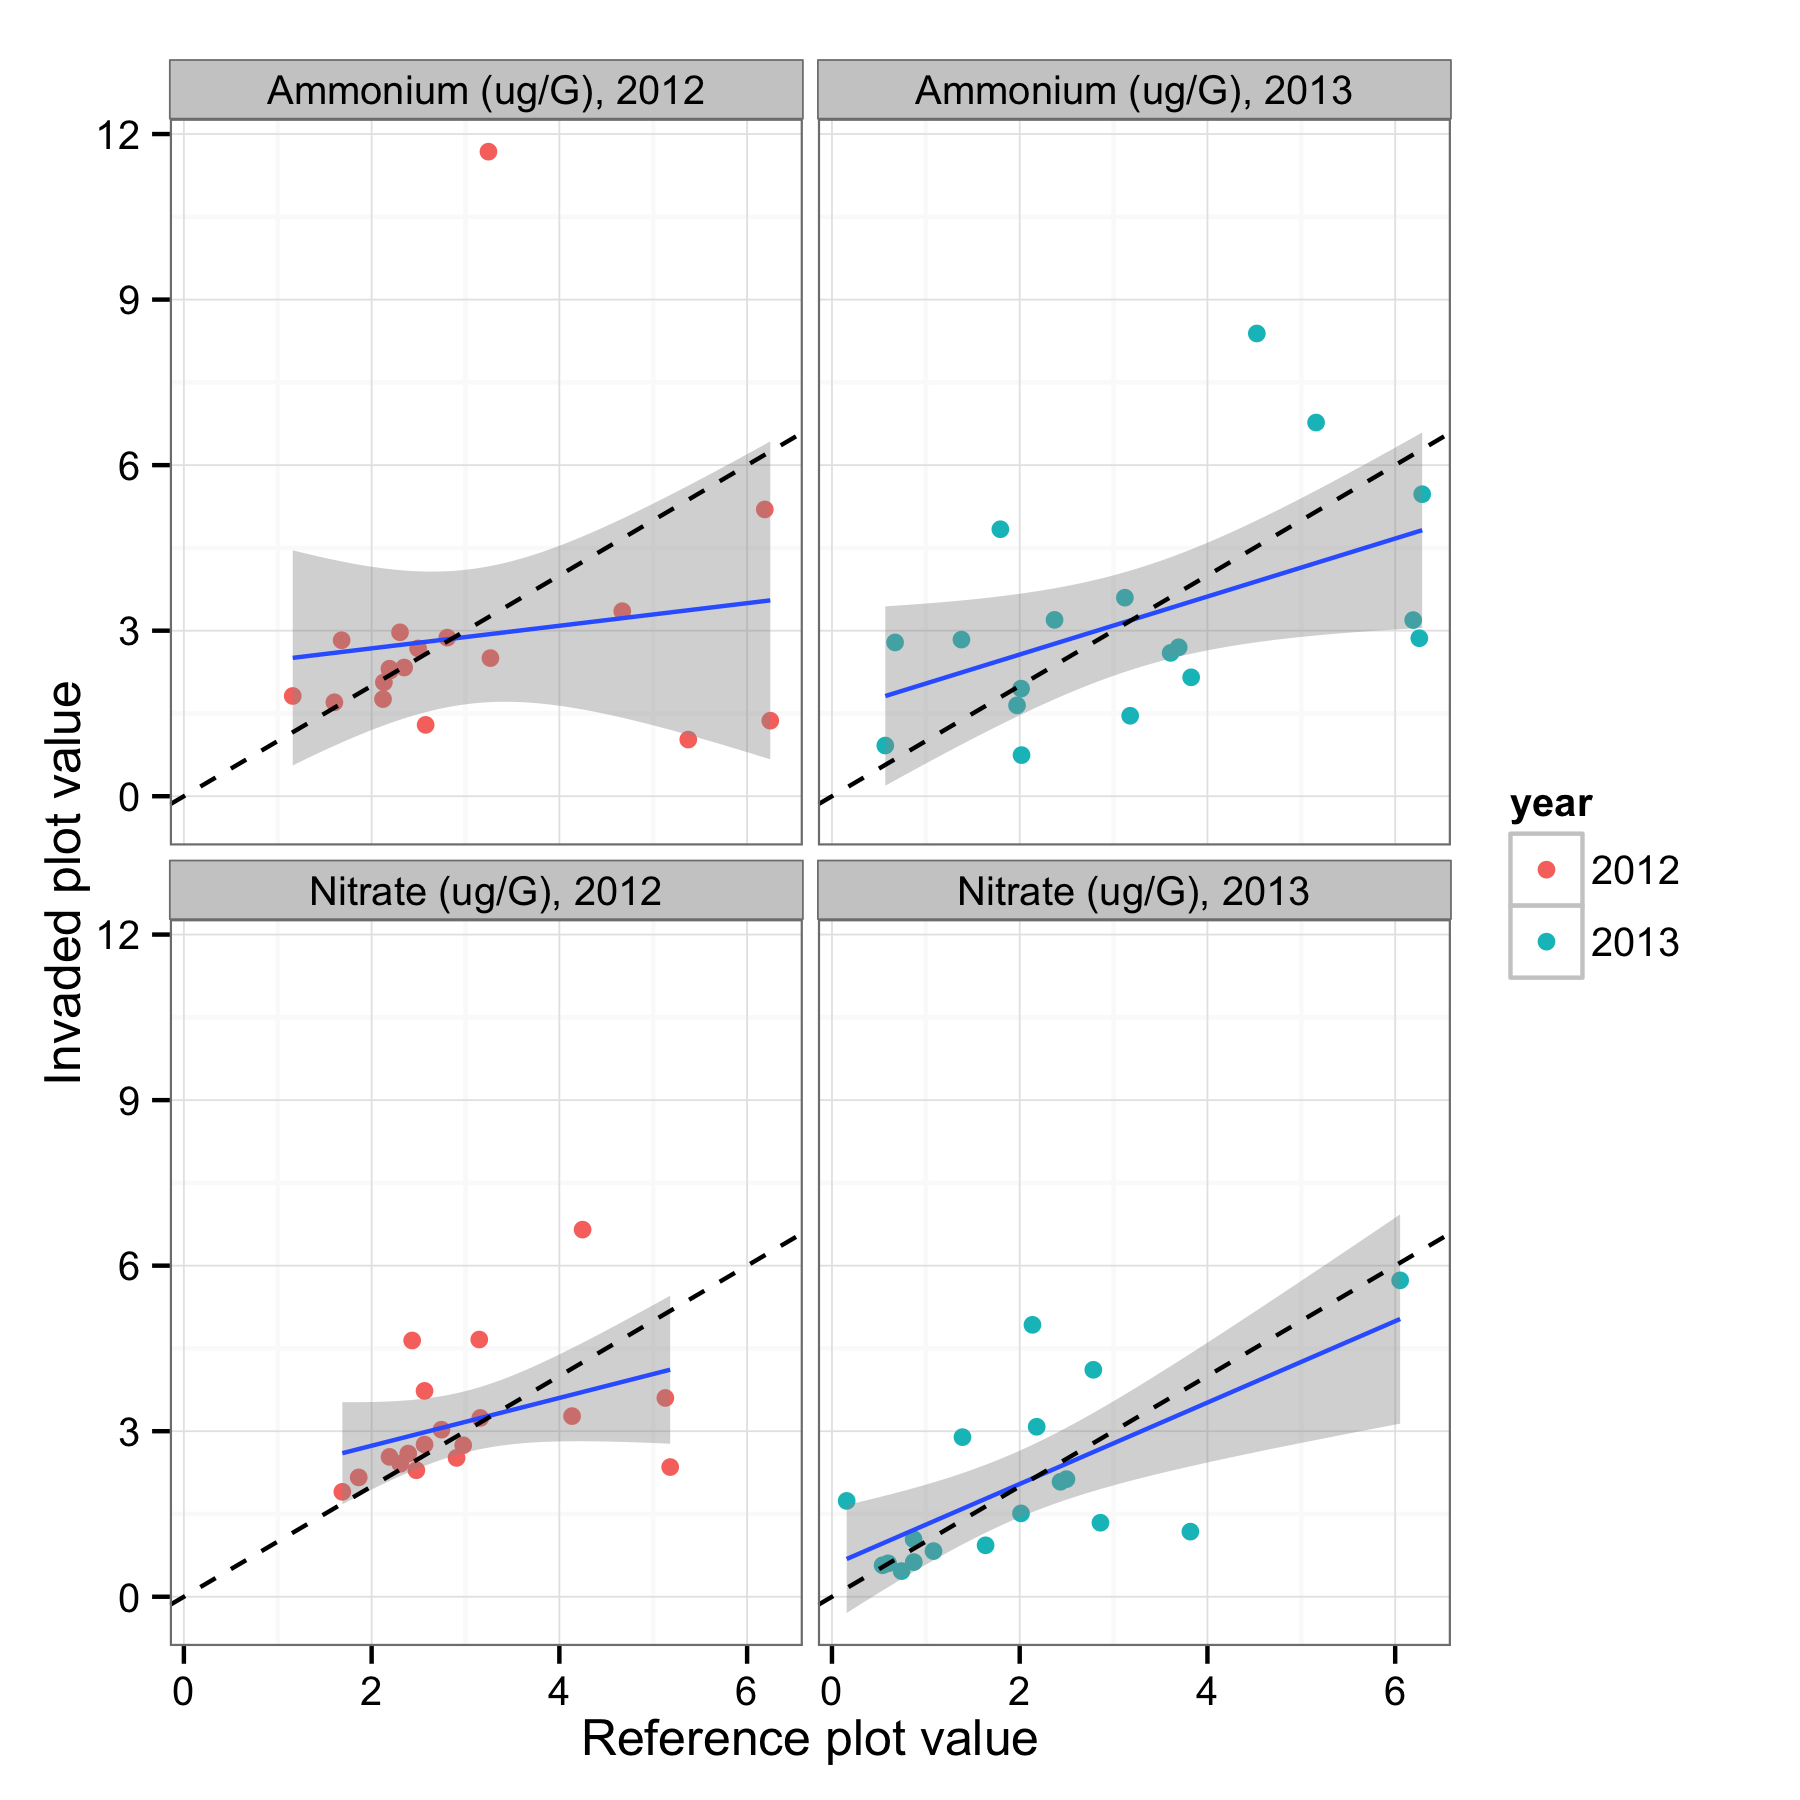 Ammonium (ug/G), 2012
Ammonium (ug/G), 2013
12
9
6
3
0
Nitrate (ug/G), 2012
Nitrate (ug/G), 2013
12
9
6
3
0
0 2 4 6
0 2 4 6
Reference plot value
Invaded plot value
year
2012
2013